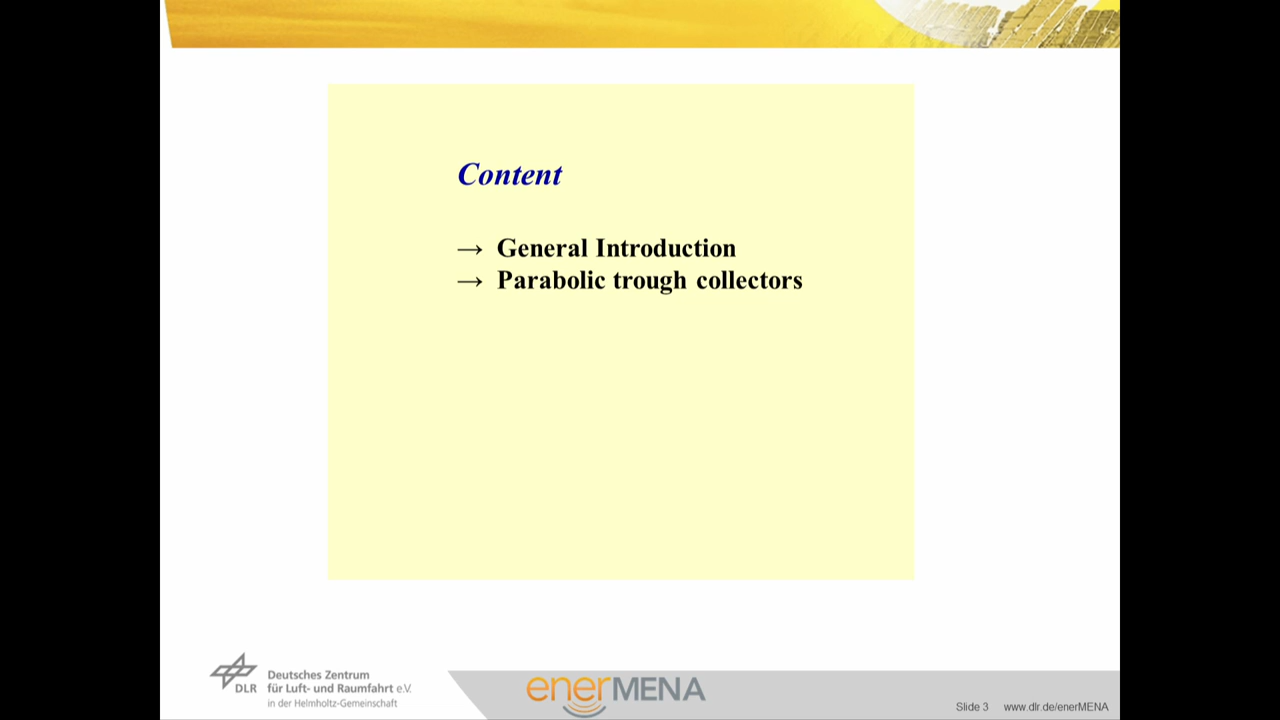 Content
→ General Introduction
→ Parabolic trough collectors
DLR
Deutsches Zentrum
für Luft- und Raumfahrt e.V.
in der Helmholtz-Gemeinschaft
enerMENA
Slide 3 www.dlr.de/enerMENA